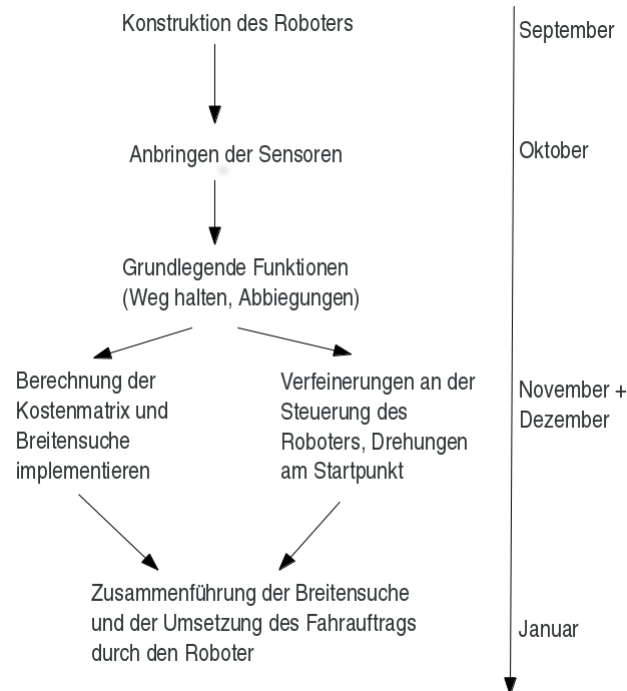 Konstruktion des Roboters
September
Anbringen der Sensoren
Oktober
Grundlegende Funktionen
(Weg halten, Abbiegungen)
Berechnung der
Kostenmatrix und
Breitensuche
implementieren
Verfeinerungen an der
Steuerung des
Roboters, Drehungen
am Startpunkt
November +
Dezember
Zusammenführung der Breitensuche
und der Umsetzung des Fahrauftrags
durch den Roboter
Januar